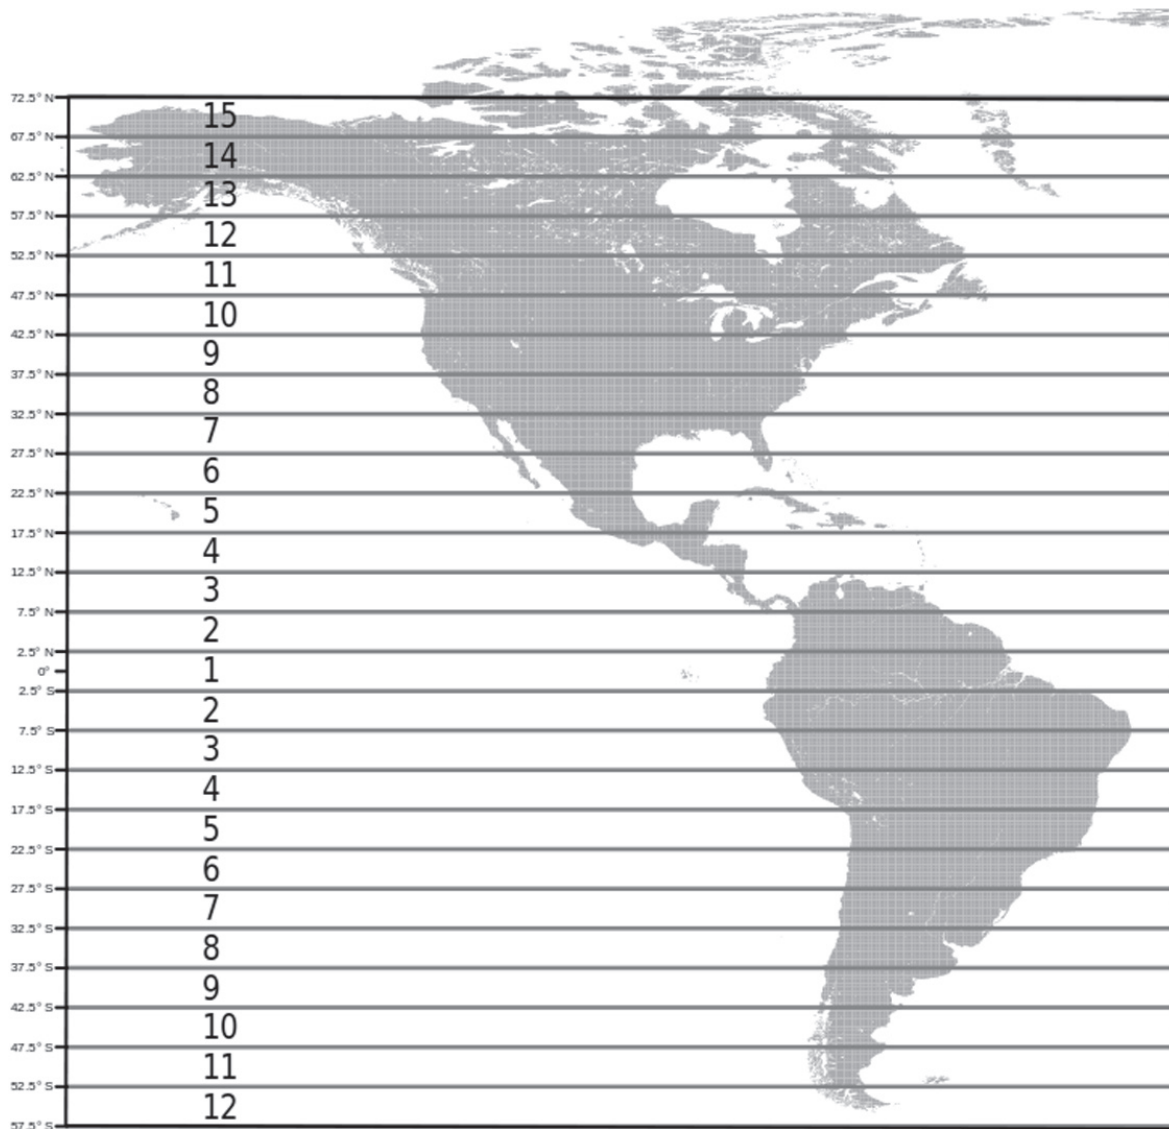 72.5° N
15
67.5° N
14
62.5° N
13
57.5° N
12
52.5° N
11
47.5° N
10
42.5° N
9
37.5° N
8
32.5° N
7
27.5° N
6
22.5° N
5
17.5° N
4
12.5° N
3
7.5° N
2
2.5° N
0° 1
2.5° S
2
7.5° S
3
12.5° S
4
17.5° S
5
22.5° S
6
27.5° S
7
32.5° S
8
37.5° S
9
42.5° S
10
47.5° S
11
52.5° S
12
57.5° S